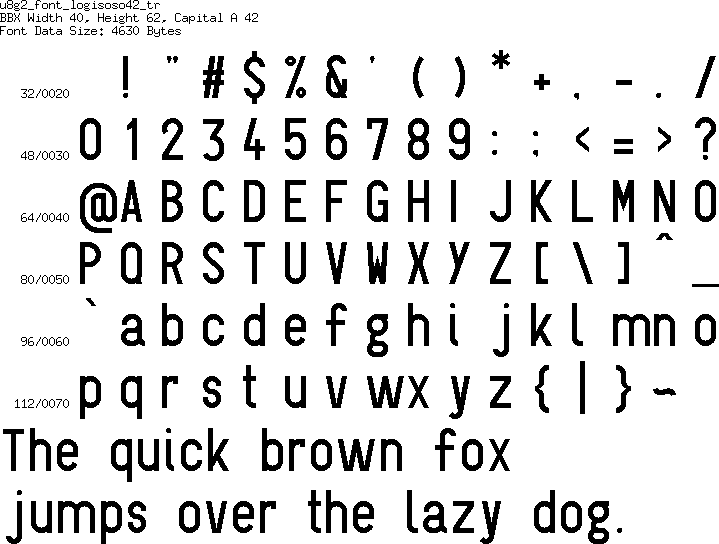 u8g2_font_logisoso42_tr
BBX Width 40, Height 62, Capital A 42
Font Data Size: 4630 Bytes
32/0020 ! " # $ % & ' ( ) * + , - . /
48/0030 0 1 2 3 4 5 6 7 8 9 : ; < = > ?
64/0040 @ A B C D E F G H I J K L M N O
80/0050 P Q R S T U V W X Y Z [ \ ] ^ _
96/0060 ` a b c d e f g h i j k l m n o
112/0070 p q r s t u v w x y z { | } ~
The quick brown fox
jumps over the lazy dog.